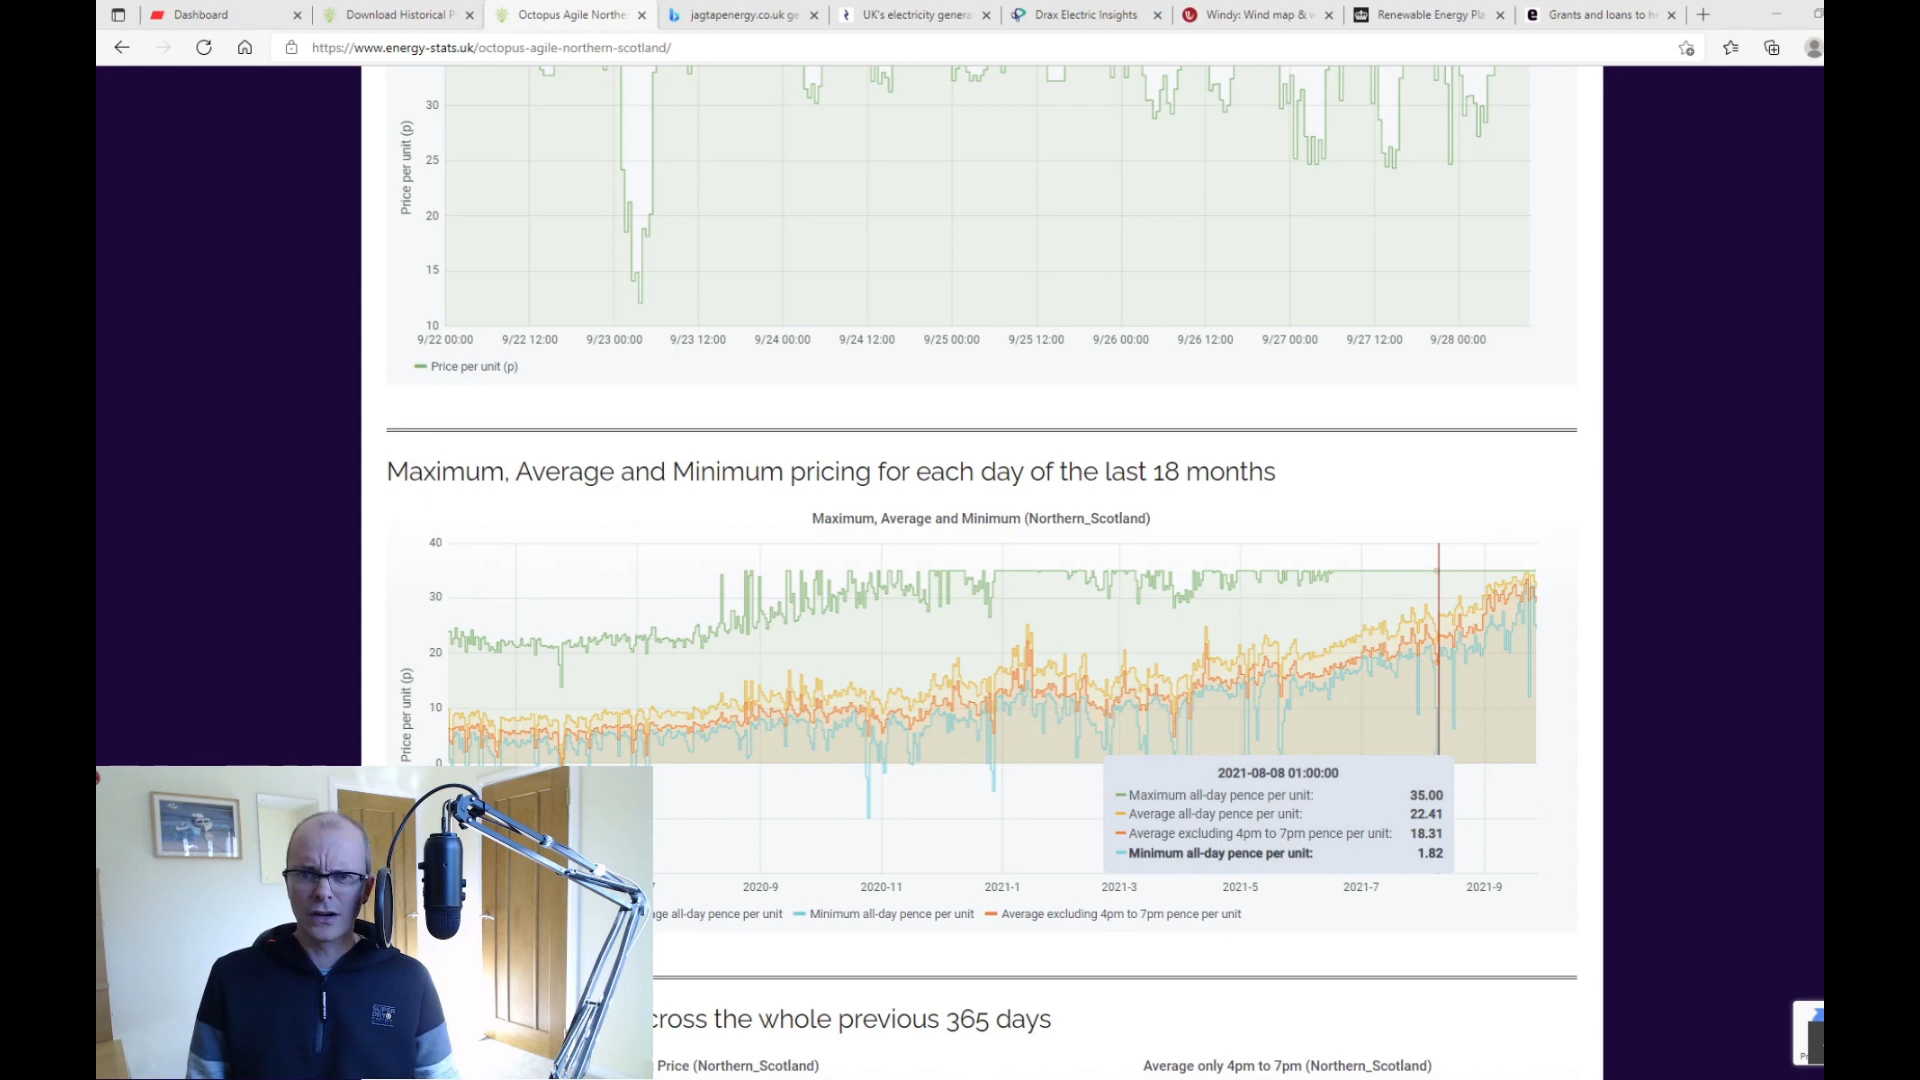 Dashboard
Download Historical P
Octopus Agile Northe
jagtapenergy.co.uk ge
UK's electricity genera
Drax Electric Insights
Windy: Wind map & w
Renewable Energy Pla
Grants and loans to he
https://www.energy-stats.uk/octopus-agile-northern-scotland/
30
25
20
15
10
Price per unit (p)
9/22 00:00
9/22 12:00
9/23 00:00
9/23 12:00
9/24 00:00
9/24 12:00
9/25 00:00
9/25 12:00
9/26 00:00
9/26 12:00
9/27 00:00
9/27 12:00
9/28 00:00
Price per unit (p)
Maximum, Average and Minimum pricing for each day of the last 18 months
Maximum, Average and Minimum (Northern_Scotland)
40
30
20
10
0
Price per unit (p)
2021-08-08 01:00:00
Maximum all-day pence per unit: 35.00
Average all-day pence per unit: 22.41
Average excluding 4pm to 7pm pence per unit: 18.31
Minimum all-day pence per unit: 1.82
2020-9
2020-11
2021-1
2021-3
2021-5
2021-7
2021-9
age all-day pence per unit
Minimum all-day pence per unit
Average excluding 4pm to 7pm pence per unit
cross the whole previous 365 days
Price (Northern_Scotland)
Average only 4pm to 7pm (Northern_Scotland)
SUPER
DRY